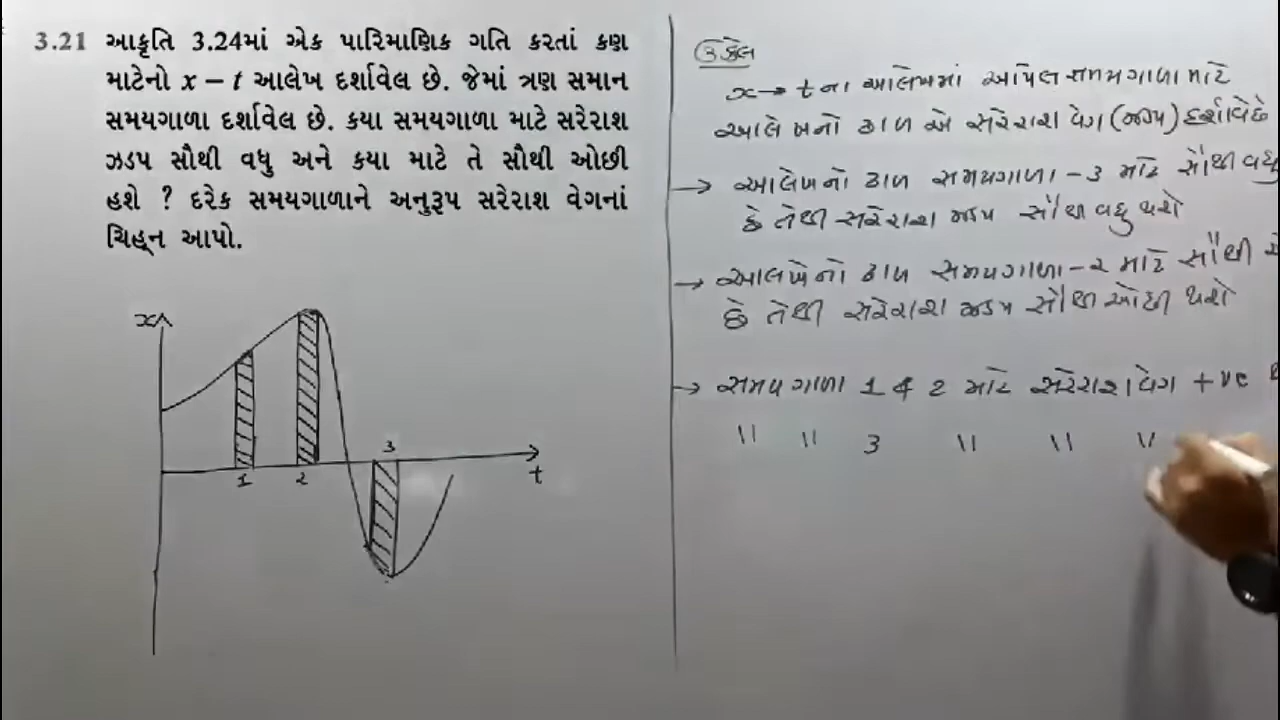 3.21 આકૃતિ 3.24માં એક પારિમાણિક ગતિ કરતાં કણ
માટેનો x – t આલેખ દર્શાવેલ છે. જેમાં ત્રણ સમાન
સમયગાળા દર્શાવેલ છે. કયા સમયગાળા માટે સરેરાશ
ઝડપ સૌથી વધુ અને કયા માટે તે સૌથી ઓછી
હશે ? દરેક સમયગાળાને અનુરૂપ સરેરાશ વેગનાં
ચિહ્ન આપો.
x
3
1
2
t
ઉકેલ
x → t ના આલેખમાં આપેલ સમયગાળા માટે
આલેખનો ઢાળ એ સરેરાશ વેગ (ઝડપ) દર્શાવે છે
→ આલેખનો ઢાળ સમયગાળા - 3 માટે સૌથી વધુ
છે તેથી સરેરાશ ઝડપ સૌથી વધુ થશે
→ આલખેનો ઢાળ સમયગાળા - ૨ માટે સૌથી
છે તેથી સરેરાશ ઝડપ સૌથી ઓછી થશે
→ સમયગાળા 1 4 2 માટે સરેરાશ વેગ +ve
" " 3 " " "